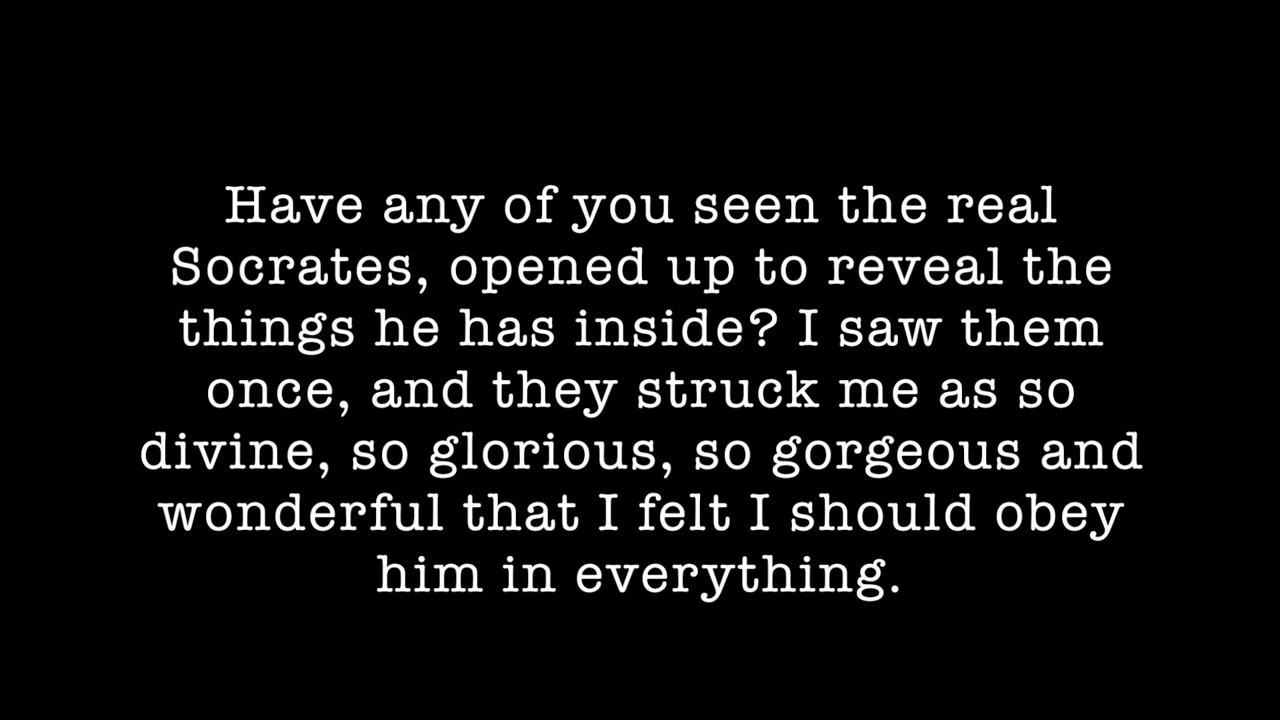 Have any of you seen the real
Socrates, opened up to reveal the
things he has inside? I saw them
once, and they struck me as so
divine, so glorious, so gorgeous and
wonderful that I felt I should obey
him in everything.